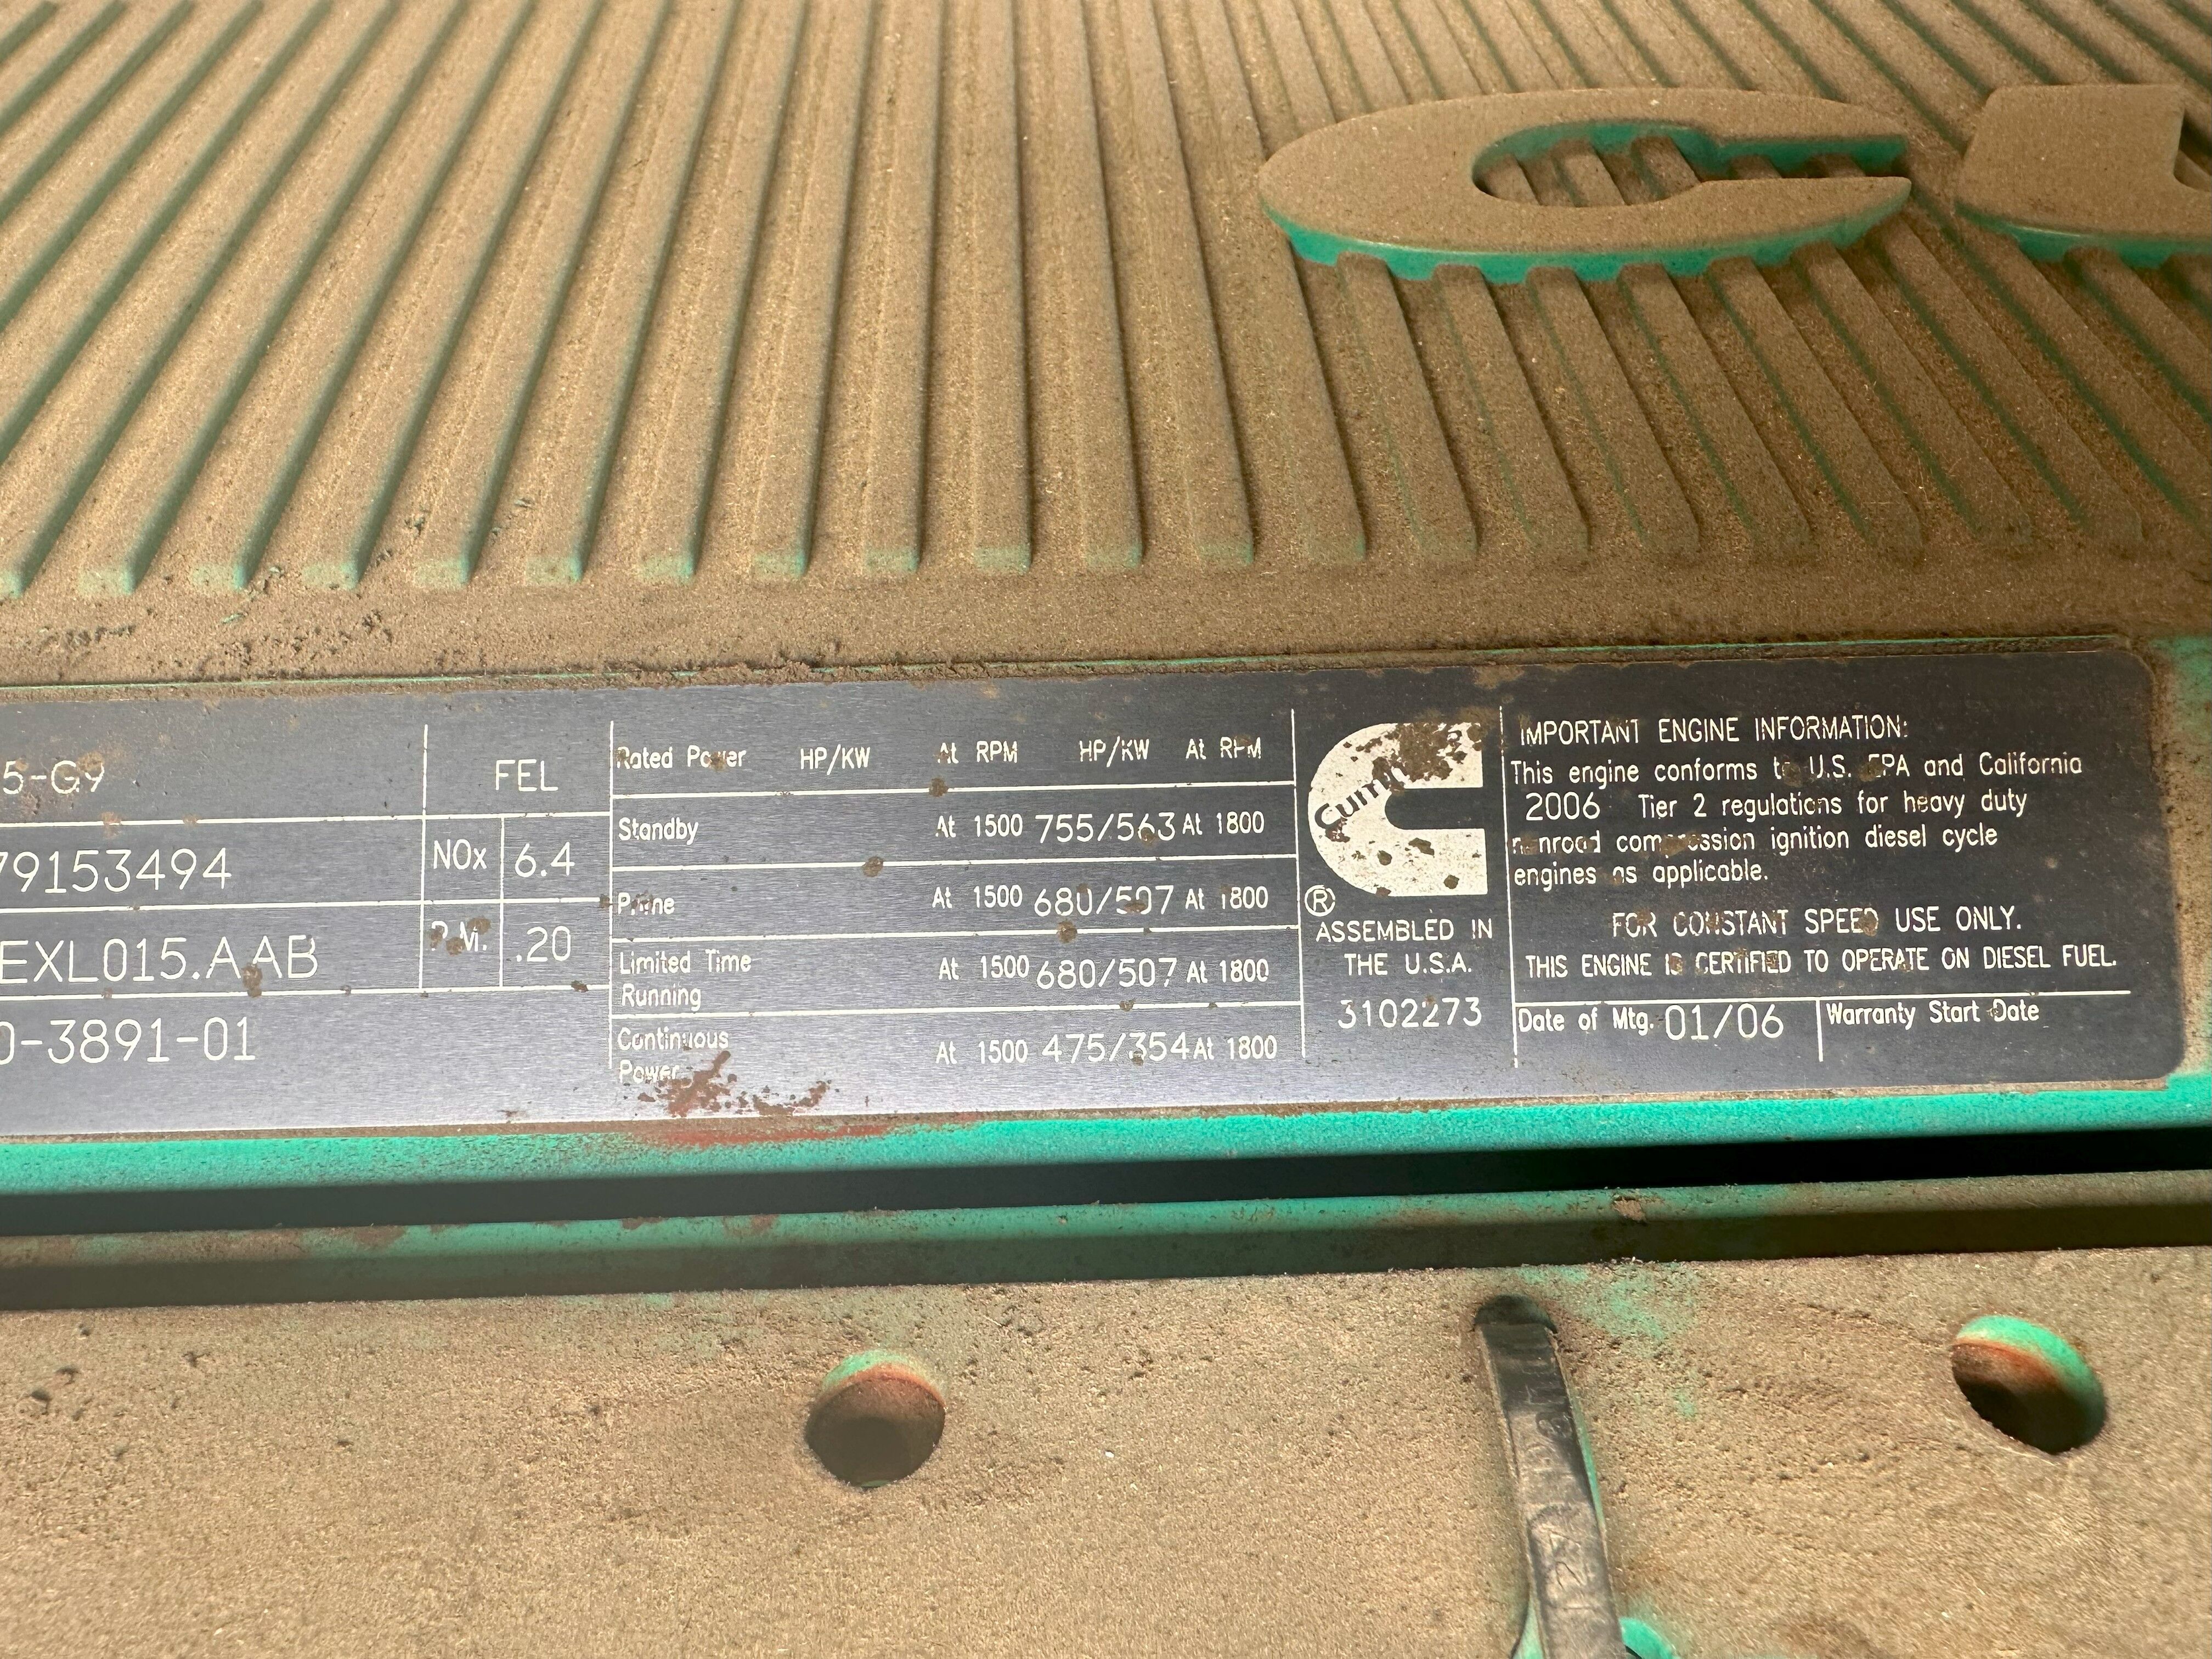 5-G9
79153494
EXL015.AAB
0-3891-01
FEL
NOx 6.4
P.M. .20
Rated Power HP/KW At RPM HP/KW At RPM
Standby At 1500 755/563 At 1800
Prime At 1500 680/507 At 1800
Limited Time
Running At 1500 680/507 At 1800
Continuous
Power At 1500 475/354 At 1800
®
ASSEMBLED IN
THE U.S.A.
3102273
IMPORTANT ENGINE INFORMATION:
This engine conforms to U.S. EPA and California
2006 Tier 2 regulations for heavy duty
nonroad compression ignition diesel cycle
engines as applicable.
FOR CONSTANT SPEED USE ONLY.
THIS ENGINE IS CERTIFIED TO OPERATE ON DIESEL FUEL.
Date of Mtg. 01/06 Warranty Start Date